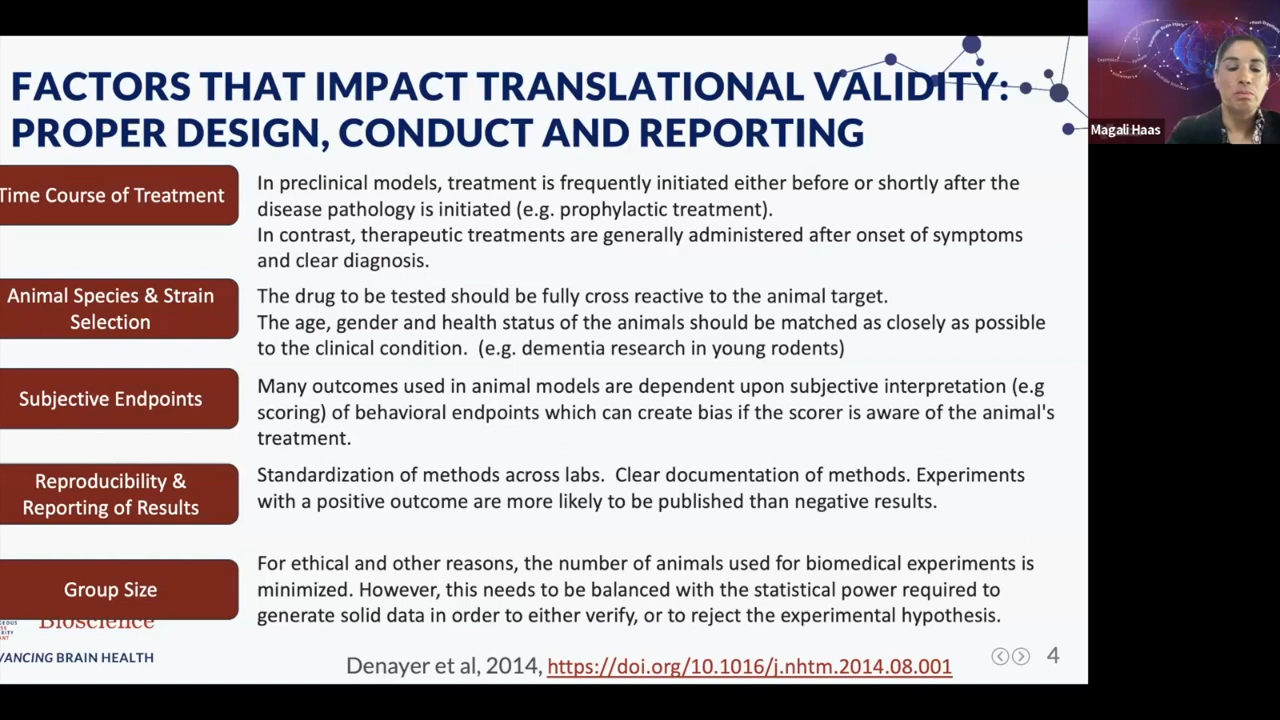 FACTORS THAT IMPACT TRANSLATIONAL VALIDITY:
PROPER DESIGN, CONDUCT AND REPORTING
Magali Haas
Time Course of Treatment
In preclinical models, treatment is frequently initiated either before or shortly after the
disease pathology is initiated (e.g. prophylactic treatment).
In contrast, therapeutic treatments are generally administered after onset of symptoms
and clear diagnosis.
Animal Species & Strain
Selection
The drug to be tested should be fully cross reactive to the animal target.
The age, gender and health status of the animals should be matched as closely as possible
to the clinical condition. (e.g. dementia research in young rodents)
Subjective Endpoints
Many outcomes used in animal models are dependent upon subjective interpretation (e.g
scoring) of behavioral endpoints which can create bias if the scorer is aware of the animal's
treatment.
Reproducibility &
Reporting of Results
Standardization of methods across labs. Clear documentation of methods. Experiments
with a positive outcome are more likely to be published than negative results.
Group Size
For ethical and other reasons, the number of animals used for biomedical experiments is
minimized. However, this needs to be balanced with the statistical power required to
generate solid data in order to either verify, or to reject the experimental hypothesis.
Bioscience
VANCING BRAIN HEALTH
Denayer et al, 2014, https://doi.org/10.1016/j.nhtm.2014.08.001
4